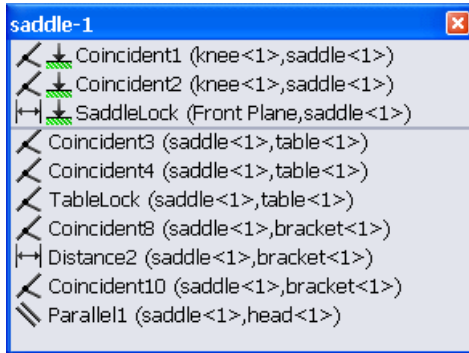 saddle-1
Coincident1 (knee<1>,saddle<1>)
Coincident2 (knee<1>,saddle<1>)
SaddleLock (Front Plane,saddle<1>)
Coincident3 (saddle<1>,table<1>)
Coincident4 (saddle<1>,table<1>)
TableLock (saddle<1>,table<1>)
Coincident8 (saddle<1>,bracket<1>)
Distance2 (saddle<1>,bracket<1>)
Coincident10 (saddle<1>,bracket<1>)
Parallel1 (saddle<1>,head<1>)